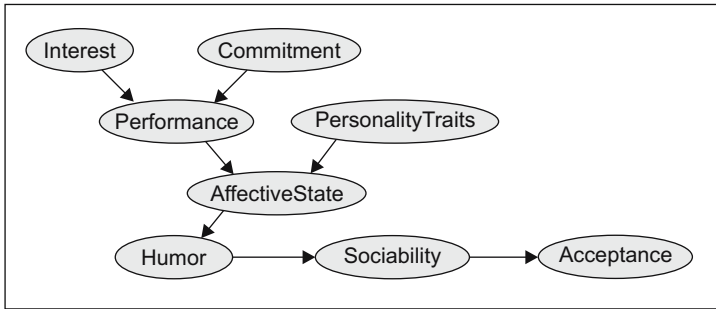 Interest
Commitment
Performance
PersonalityTraits
AffectiveState
Humor
Sociability
Acceptance